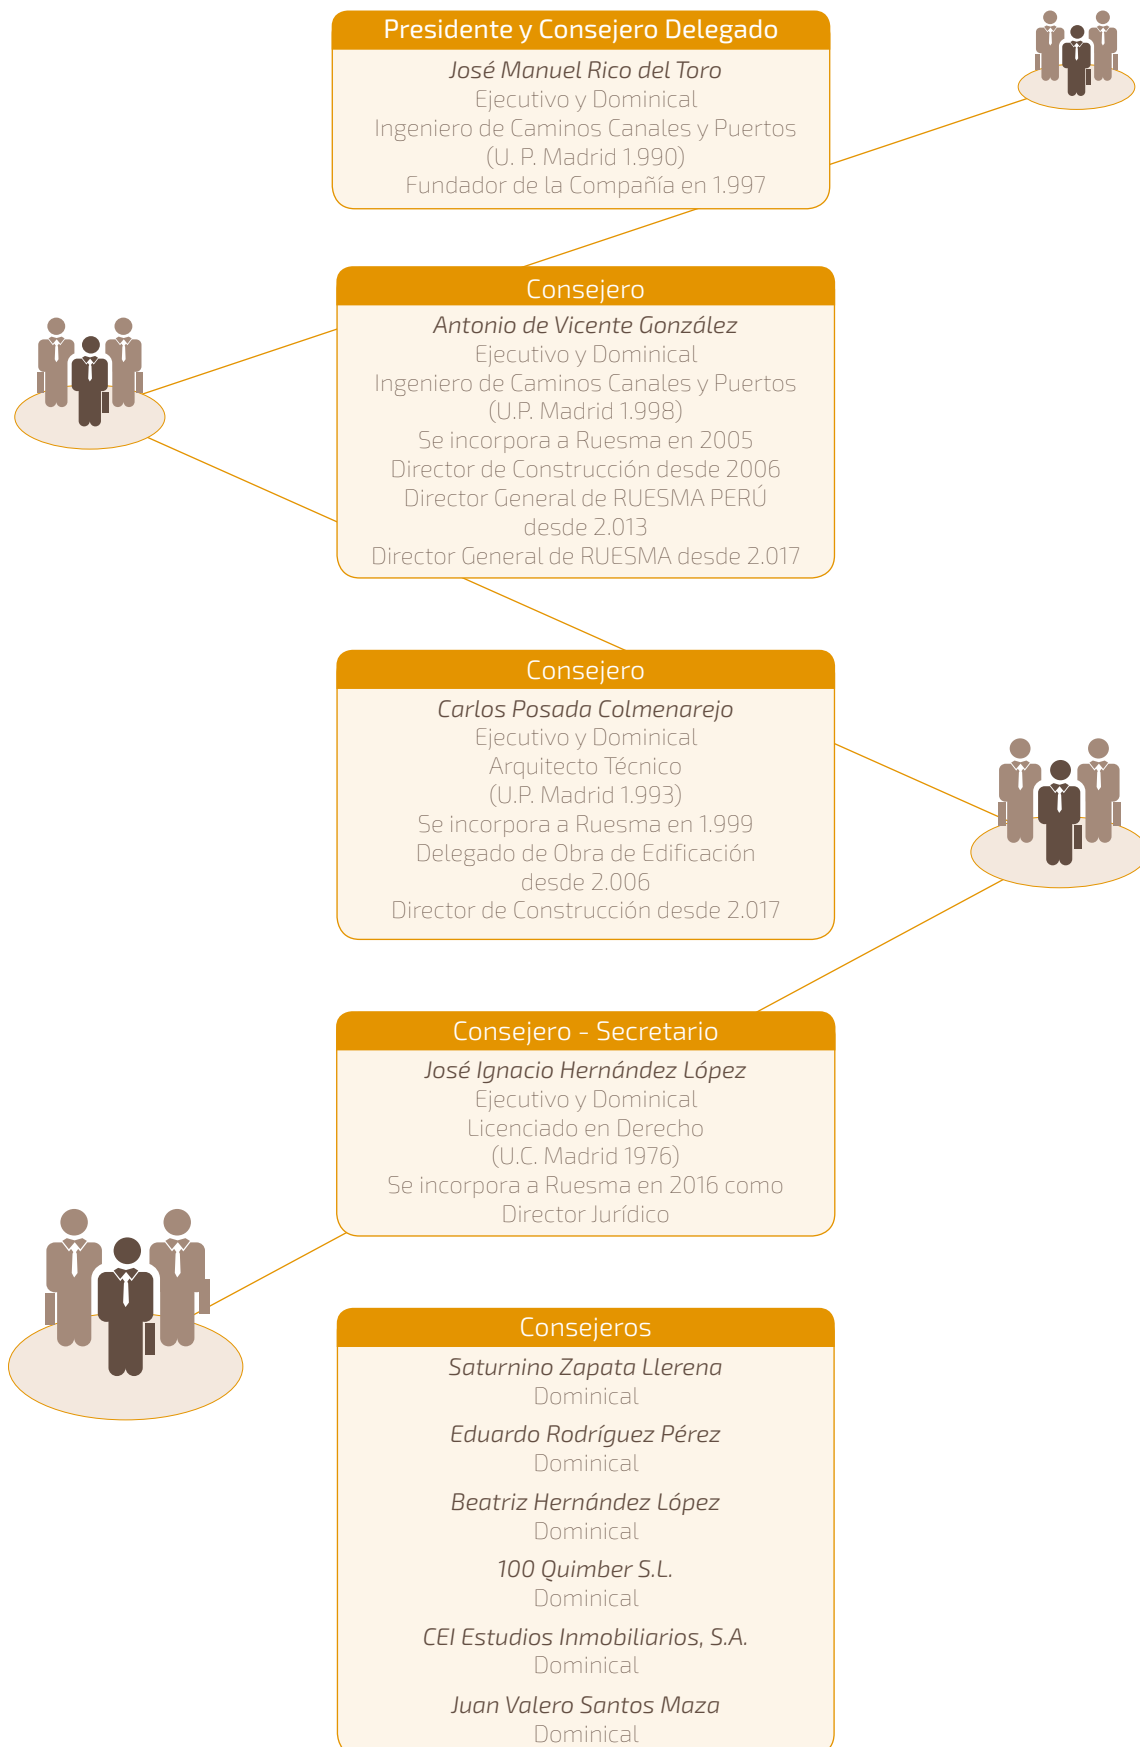 Presidente y Consejero Delegado
José Manuel Rico del Toro
Ejecutivo y Dominical
Ingeniero de Caminos Canales y Puertos
(U. P. Madrid 1.990)
Fundador de la Compañía en 1.997
Consejero
Antonio de Vicente González
Ejecutivo y Dominical
Ingeniero de Caminos Canales y Puertos
(U.P. Madrid 1.998)
Se incorpora a Ruesma en 2005
Director de Construcción desde 2006
Director General de RUESMA PERÚ
desde 2.013
Director General de RUESMA desde 2.017
Consejero
Carlos Posada Colmenarejo
Ejecutivo y Dominical
Arquitecto Técnico
(U.P. Madrid 1.993)
Se incorpora a Ruesma en 1.999
Delegado de Obra de Edificación
desde 2.006
Director de Construcción desde 2.017
Consejero - Secretario
José Ignacio Hernández López
Ejecutivo y Dominical
Licenciado en Derecho
(U.C. Madrid 1976)
Se incorpora a Ruesma en 2016 como
Director Jurídico
Consejeros
Saturnino Zapata Llerena
Dominical
Eduardo Rodríguez Pérez
Dominical
Beatriz Hernández López
Dominical
100 Quimber S.L.
Dominical
CEI Estudios Inmobiliarios, S.A.
Dominical
Juan Valero Santos Maza
Dominical